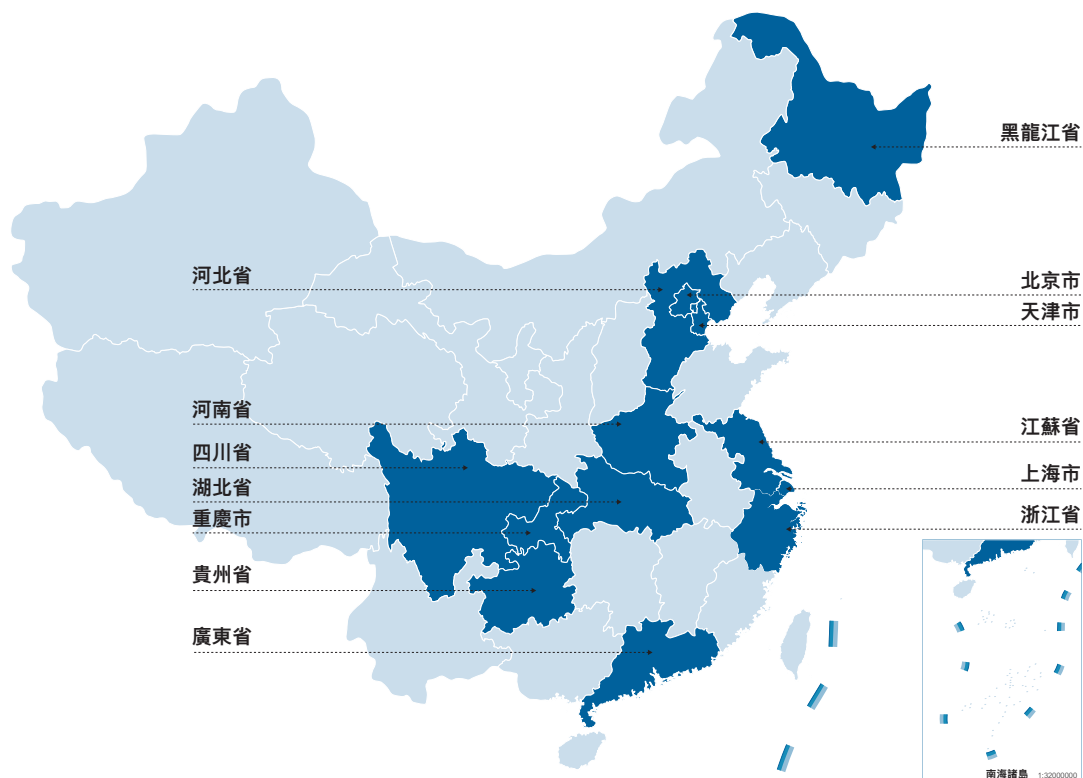 黑龍江省
河北省
北京市
天津市
河南省
江蘇省
四川省
上海市
湖北省
浙江省
重慶市
貴州省
廣東省
南海諸島 1:32000000